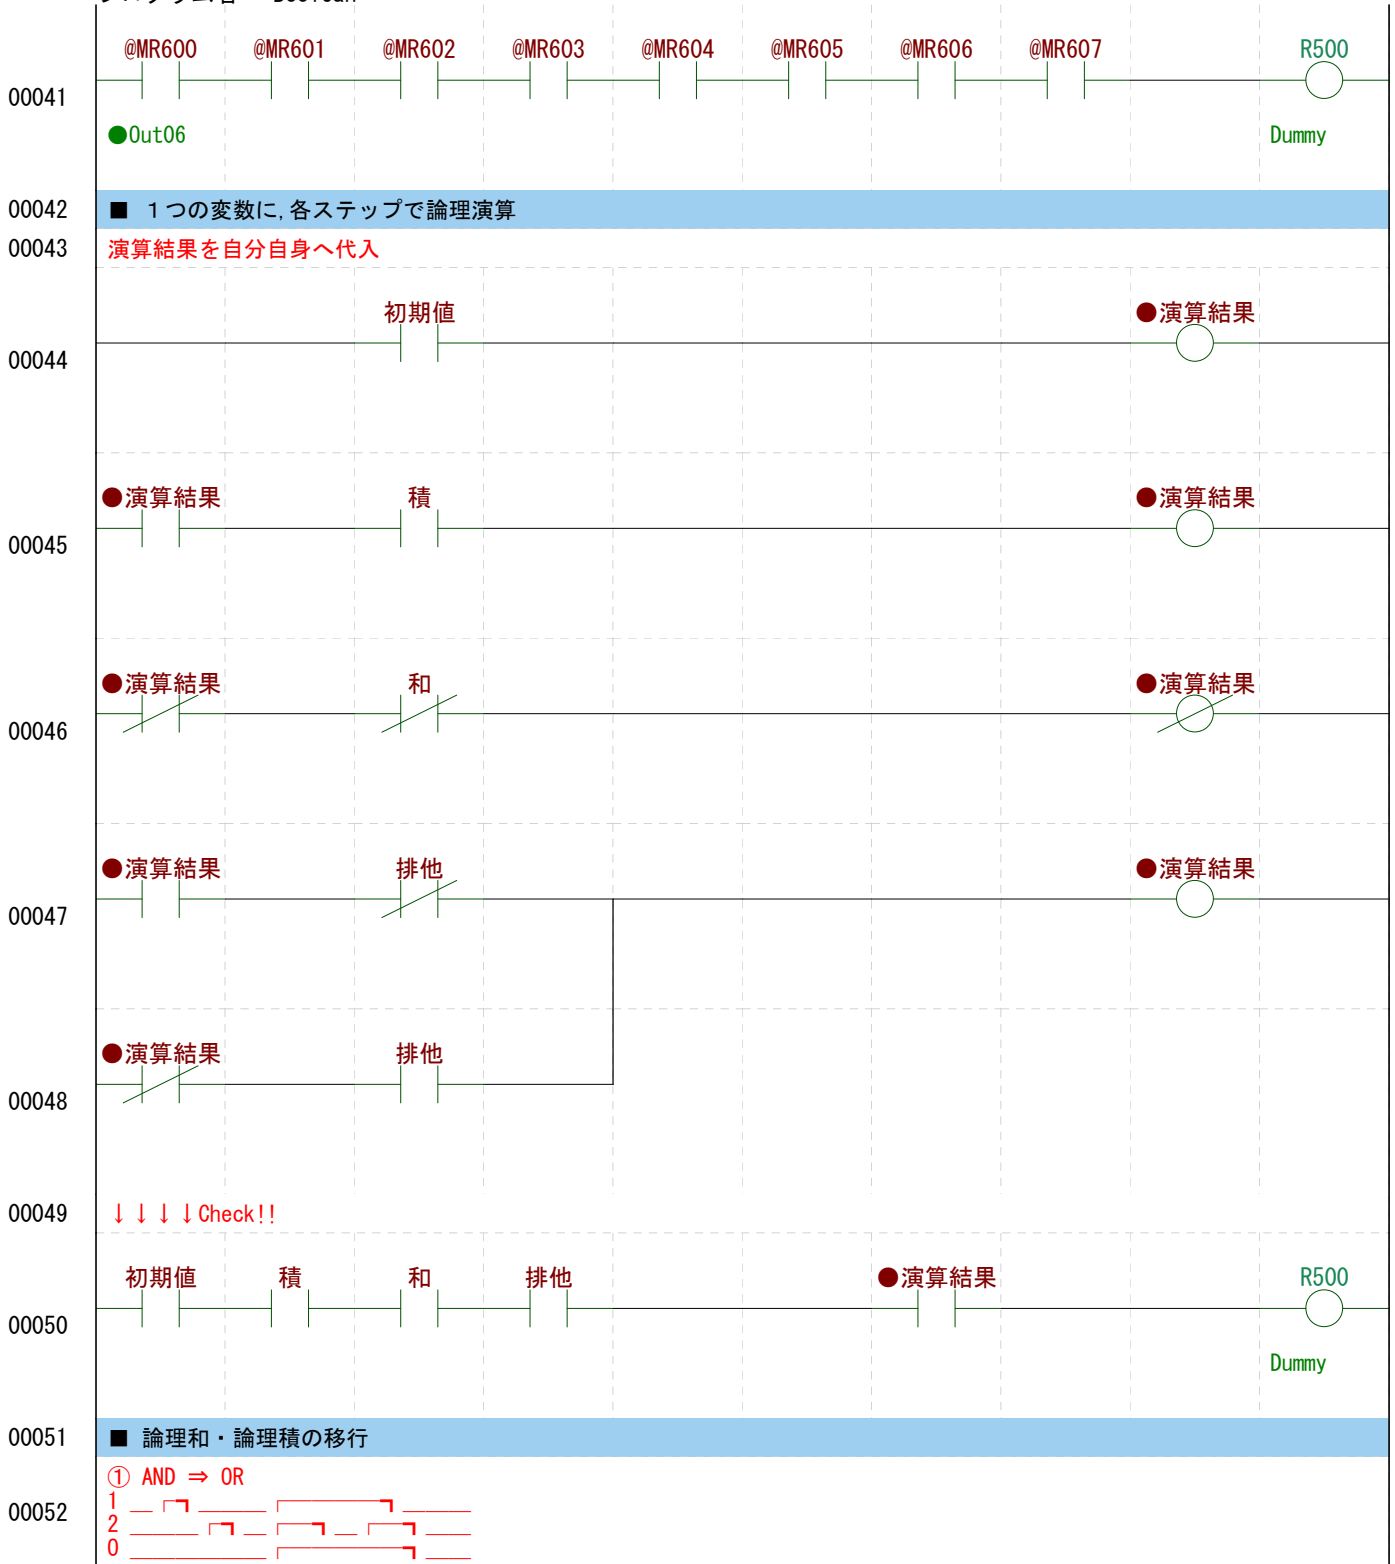 @MR600 @MR601 @MR602 @MR603 @MR604 @MR605 @MR606 @MR607 R500
00041
●Out06 Dummy
00042 ■ 1つの変数に,各ステップで論理演算
00043 演算結果を自分自身へ代入
初期値 ●演算結果
00044
●演算結果 積 ●演算結果
00045
●演算結果 和 ●演算結果
00046
●演算結果 排他 ●演算結果
00047
●演算結果 排他
00048
00049 ↓↓↓↓Check!!
初期値 積 和 排他 ●演算結果 R500
00050
Dummy
00051 ■ 論理和・論理積の移行
① AND ⇒ OR
00052 1
2
0